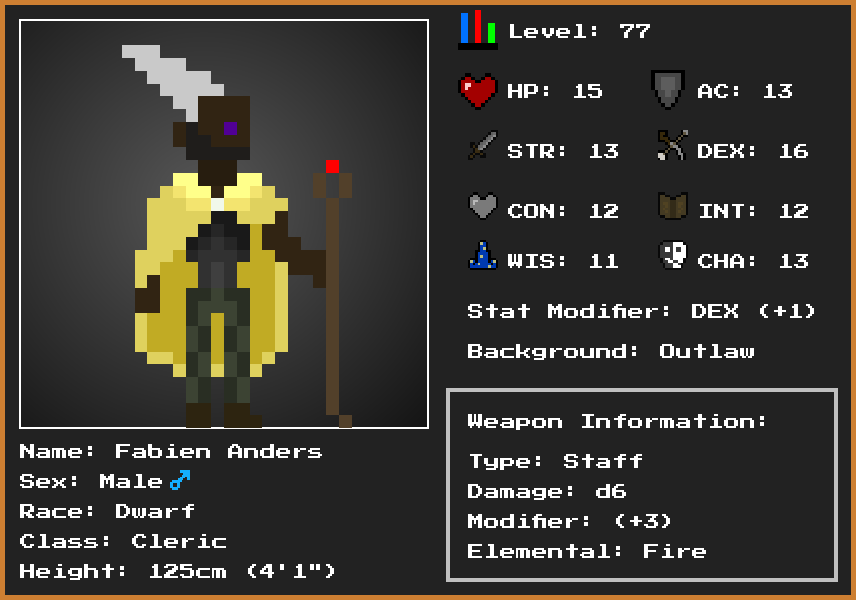 Level: 77
HP: 15
AC: 13
STR: 13
DEX: 16
CON: 12
INT: 12
WIS: 11
CHA: 13
Stat Modifier: DEX (+1)
Background: Outlaw
Weapon Information:
Type: Staff
Damage: d6
Modifier: (+3)
Elemental: Fire
Name: Fabien Anders
Sex: Male♂
Race: Dwarf
Class: Cleric
Height: 125cm (4'1")